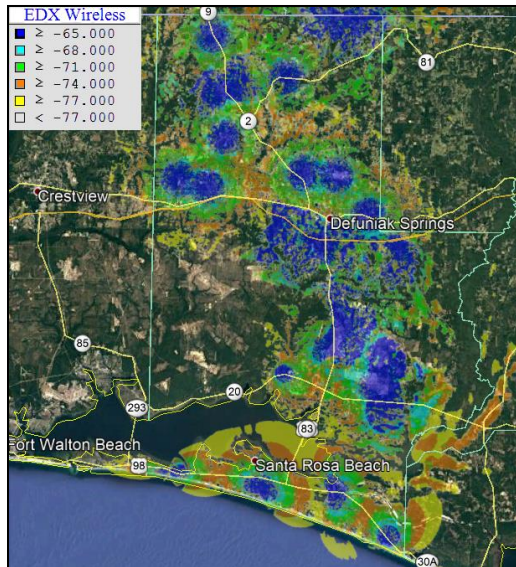 EDX Wireless
≥ -65.000
≥ -68.000
≥ -71.000
≥ -74.000
≥ -77.000
< -77.000
9
81
2
Crestview
Defuniak Springs
85
20
293
83
Fort Walton Beach
98
Santa Rosa Beach
30A